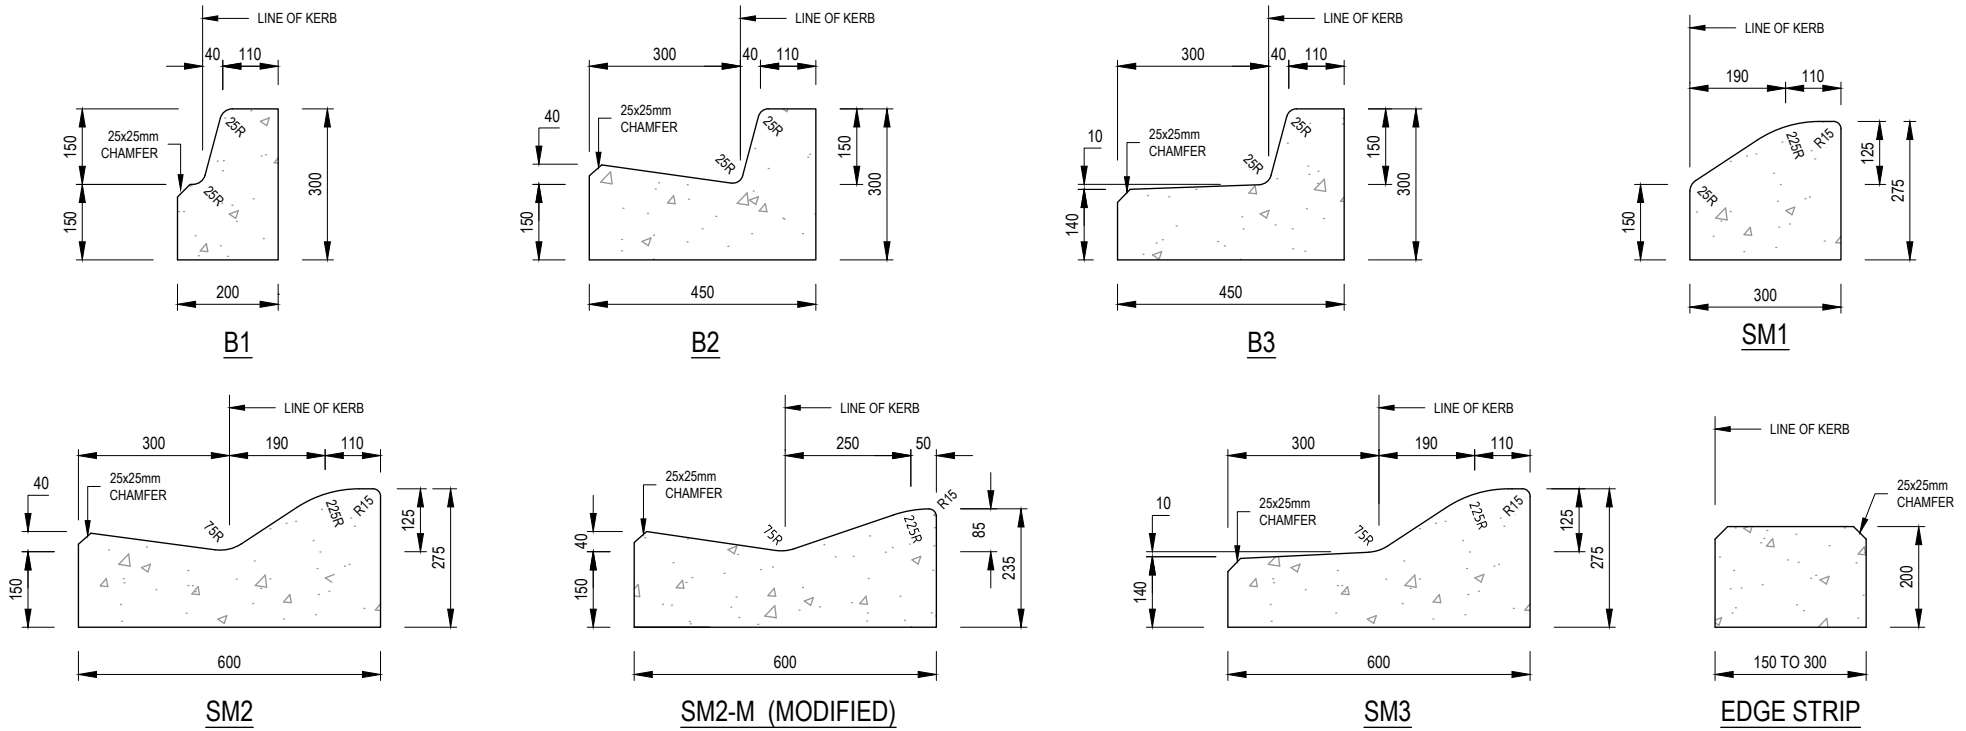 LINE OF KERB
40 110
25x25mm
CHAMFER
25R
25R
150
150
300
200
B1
LINE OF KERB
300 40 110
25x25mm
CHAMFER
40
25R
25R
150
150
300
450
B2
LINE OF KERB
300 40 110
25x25mm
CHAMFER
10
25R
25R
150
140
300
450
B3
LINE OF KERB
190 110
225R
R15
25R
125
150
275
300
SM1
LINE OF KERB
300 190 110
25x25mm
CHAMFER
40
75R
225R
R15
125
150
275
600
SM2
LINE OF KERB
250 50
25x25mm
CHAMFER
40
75R
225R
R15
85
150
235
600
SM2-M (MODIFIED)
LINE OF KERB
300 190 110
25x25mm
CHAMFER
10
75R
225R
R15
125
140
275
600
SM3
LINE OF KERB
25x25mm
CHAMFER
200
150 TO 300
EDGE STRIP